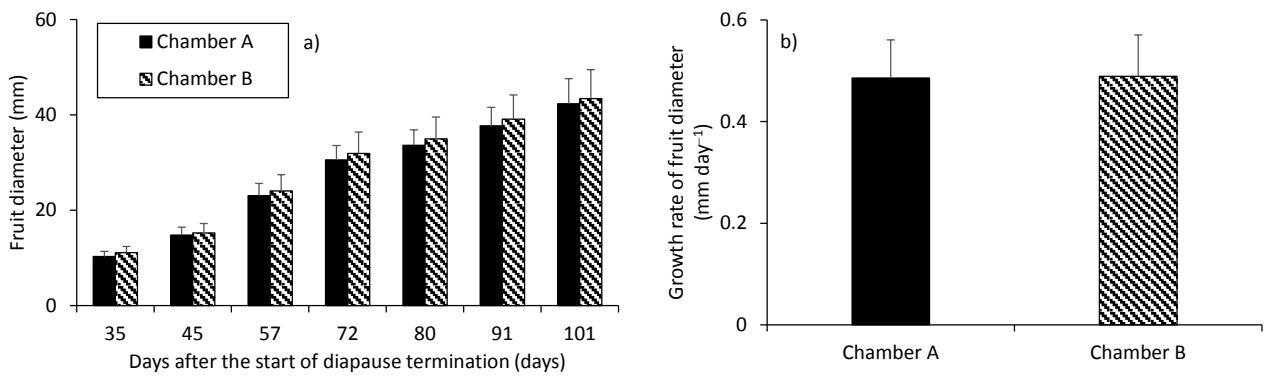 60
40
20
0
Fruit diameter (mm)
Chamber A
Chamber B
a)
35 45 57 72 80 91 101
Days after the start of diapause termination (days)
b)
0.6
0.4
0.2
0
Growth rate of fruit diameter
(mm day⁻¹)
Chamber A Chamber B